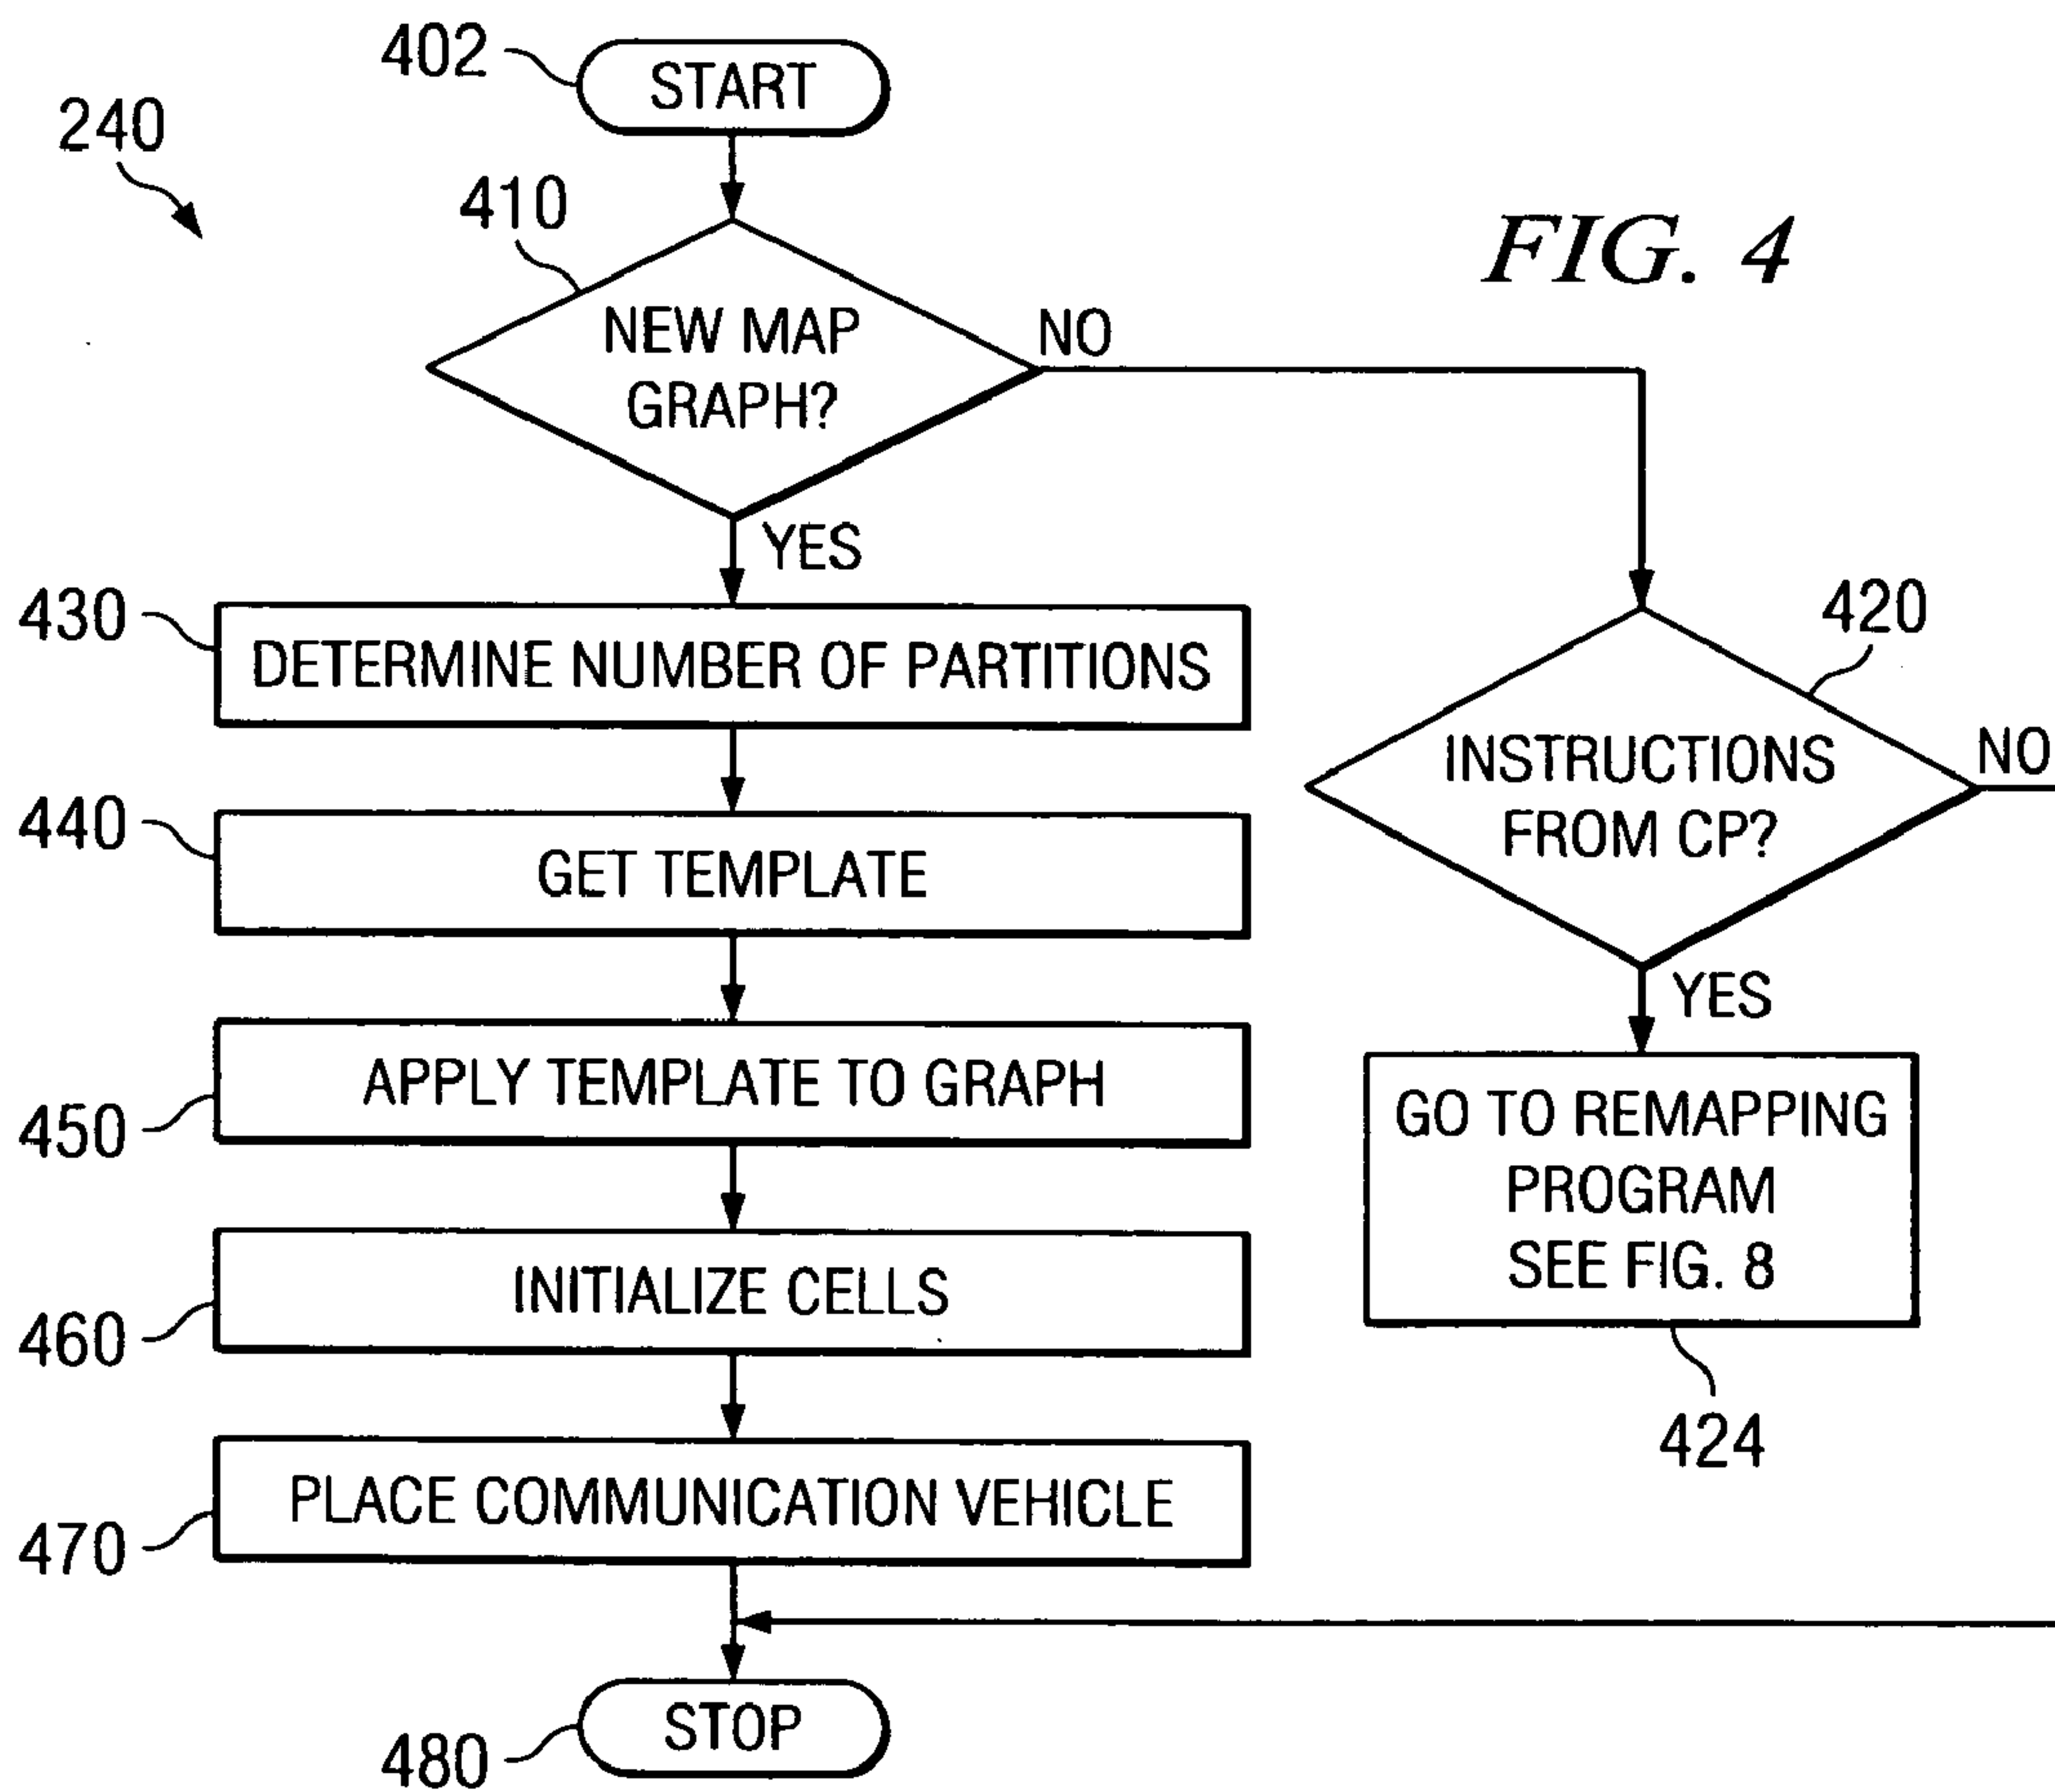 402
START
240
410
FIG. 4
NEW MAP
GRAPH?
NO
YES
430
DETERMINE NUMBER OF PARTITIONS
420
INSTRUCTIONS
FROM CP?
NO
440
GET TEMPLATE
YES
450
APPLY TEMPLATE TO GRAPH
GO TO REMAPPING
PROGRAM
SEE FIG. 8
424
460
INITIALIZE CELLS
470
PLACE COMMUNICATION VEHICLE
480
STOP